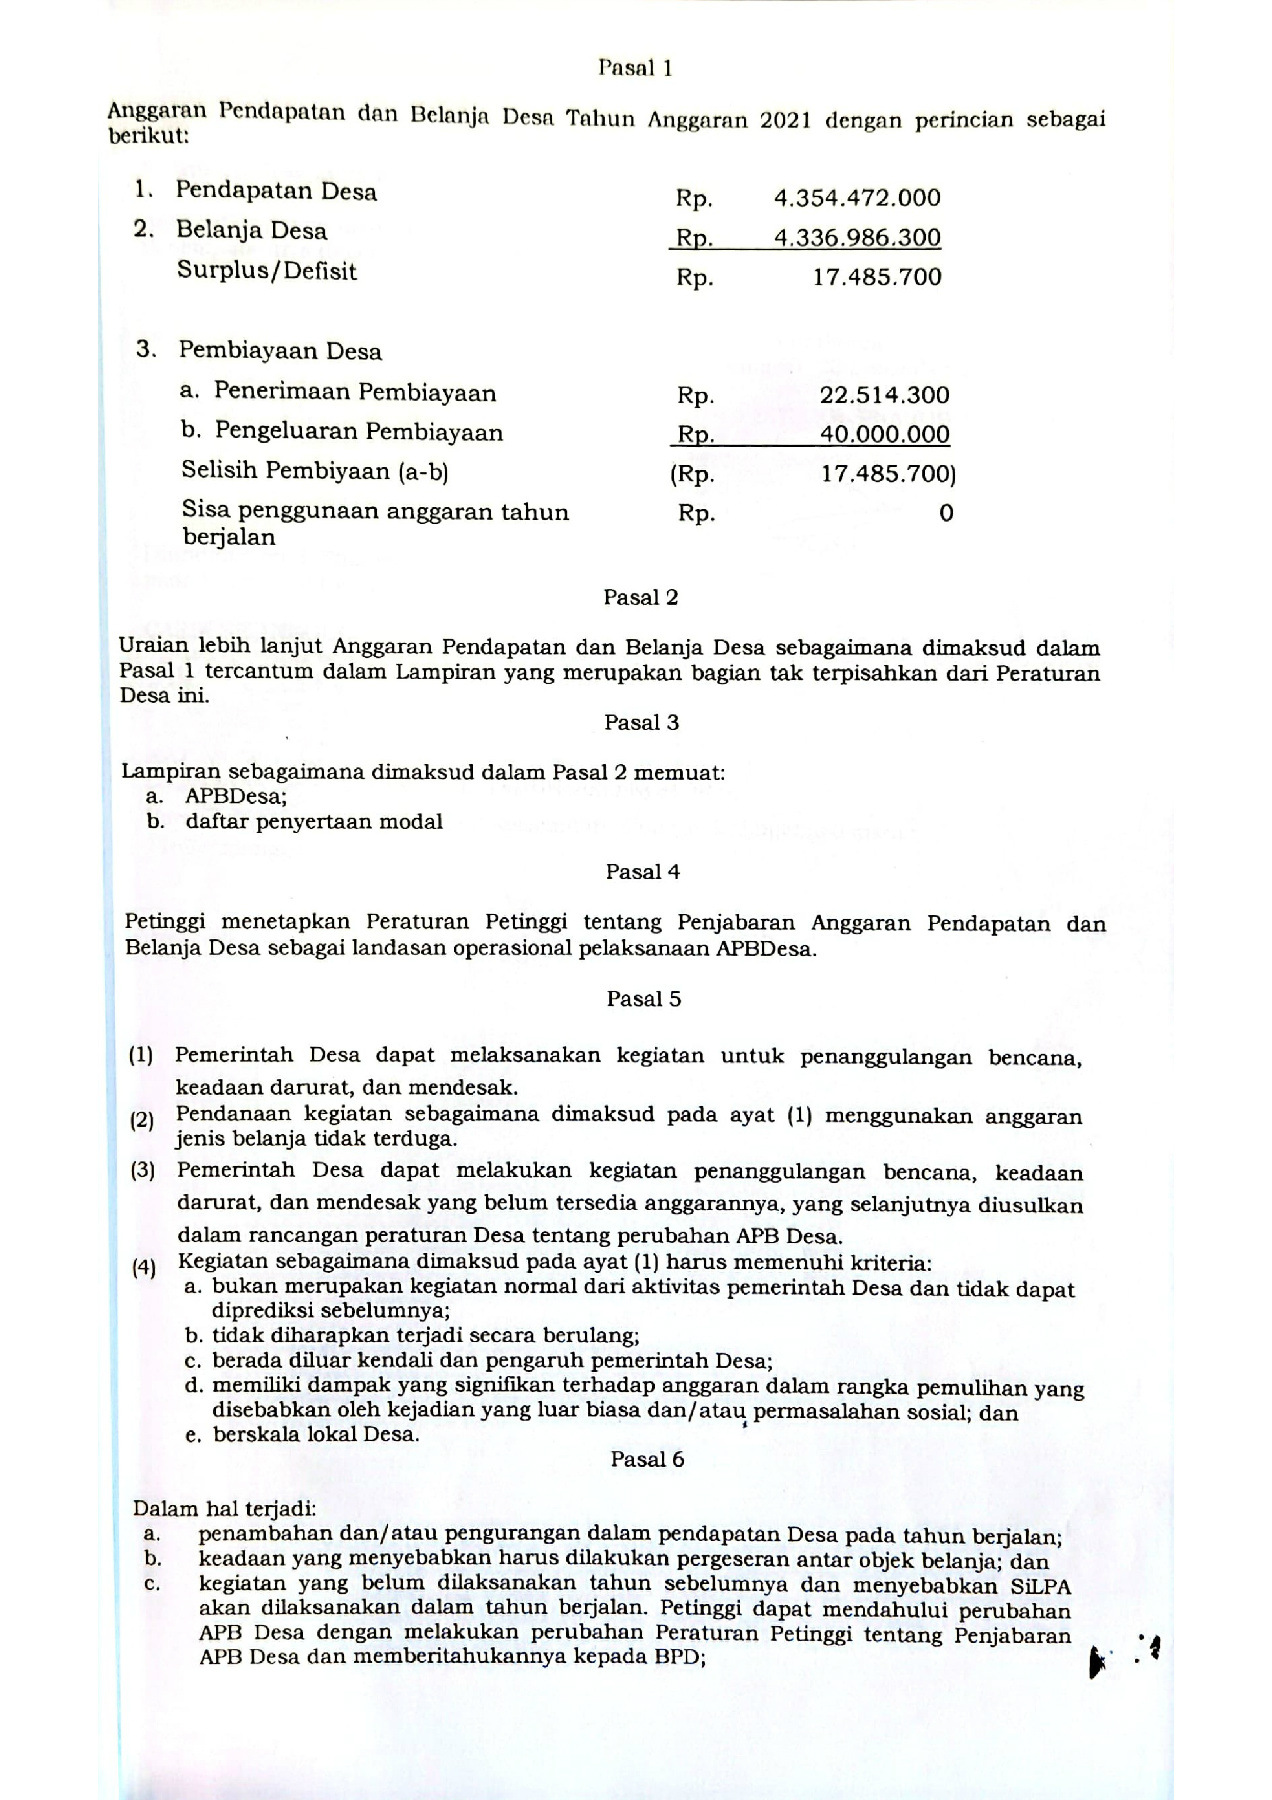 Pasal 1
Anggaran Pendapatan dan Belanja Desa Tahun Anggaran 2021 dengan perincian sebagai
berikut:
1. Pendapatan Desa Rp. 4.354.472.000
2. Belanja Desa Rp. 4.336.986.300
Surplus/Defisit Rp. 17.485.700
3. Pembiayaan Desa
a. Penerimaan Pembiayaan Rp. 22.514.300
b. Pengeluaran Pembiayaan Rp. 40.000.000
Selisih Pembiyaan (a-b) (Rp. 17.485.700)
Sisa penggunaan anggaran tahun Rp. 0
berjalan
Pasal 2
Uraian lebih lanjut Anggaran Pendapatan dan Belanja Desa sebagaimana dimaksud dalam
Pasal 1 tercantum dalam Lampiran yang merupakan bagian tak terpisahkan dari Peraturan
Desa ini.
Pasal 3
Lampiran sebagaimana dimaksud dalam Pasal 2 memuat:
a. APBDesa;
b. daftar penyertaan modal
Pasal 4
Petinggi menetapkan Peraturan Petinggi tentang Penjabaran Anggaran Pendapatan dan
Belanja Desa sebagai landasan operasional pelaksanaan APBDesa.
Pasal 5
(1) Pemerintah Desa dapat melaksanakan kegiatan untuk penanggulangan bencana,
keadaan darurat, dan mendesak.
(2) Pendanaan kegiatan sebagaimana dimaksud pada ayat (1) menggunakan anggaran
jenis belanja tidak terduga.
(3) Pemerintah Desa dapat melakukan kegiatan penanggulangan bencana, keadaan
darurat, dan mendesak yang belum tersedia anggarannya, yang selanjutnya diusulkan
dalam rancangan peraturan Desa tentang perubahan APB Desa.
(4) Kegiatan sebagaimana dimaksud pada ayat (1) harus memenuhi kriteria:
a. bukan merupakan kegiatan normal dari aktivitas pemerintah Desa dan tidak dapat
diprediksi sebelumnya;
b. tidak diharapkan terjadi secara berulang;
c. berada diluar kendali dan pengaruh pemerintah Desa;
d. memiliki dampak yang signifikan terhadap anggaran dalam rangka pemulihan yang
disebabkan oleh kejadian yang luar biasa dan/atau permasalahan sosial; dan
e. berskala lokal Desa.
Pasal 6
Dalam hal terjadi:
a. penambahan dan/atau pengurangan dalam pendapatan Desa pada tahun berjalan;
b. keadaan yang menyebabkan harus dilakukan pergeseran antar objek belanja; dan
c. kegiatan yang belum dilaksanakan tahun sebelumnya dan menyebabkan SiLPA
akan dilaksanakan dalam tahun berjalan. Petinggi dapat mendahului perubahan
APB Desa dengan melakukan perubahan Peraturan Petinggi tentang Penjabaran
APB Desa dan memberitahukannya kepada BPD;